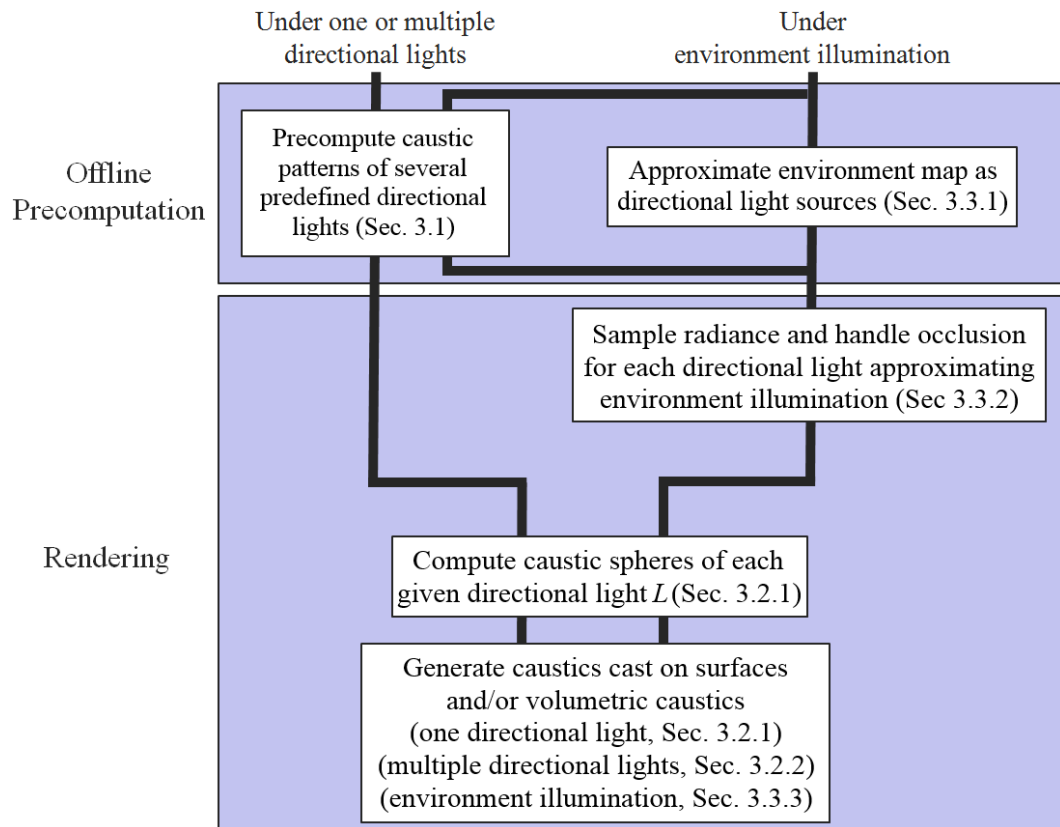 Under one or multiple
directional lights
Under
environment illumination
Offline
Precomputation
Precompute caustic
patterns of several
predefined directional
lights (Sec. 3.1)
Approximate environment map as
directional light sources (Sec. 3.3.1)
Rendering
Sample radiance and handle occlusion
for each directional light approximating
environment illumination (Sec 3.3.2)
Compute caustic spheres of each
given directional light L (Sec. 3.2.1)
Generate caustics cast on surfaces
and/or volumetric caustics
(one directional light, Sec. 3.2.1)
(multiple directional lights, Sec. 3.2.2)
(environment illumination, Sec. 3.3.3)